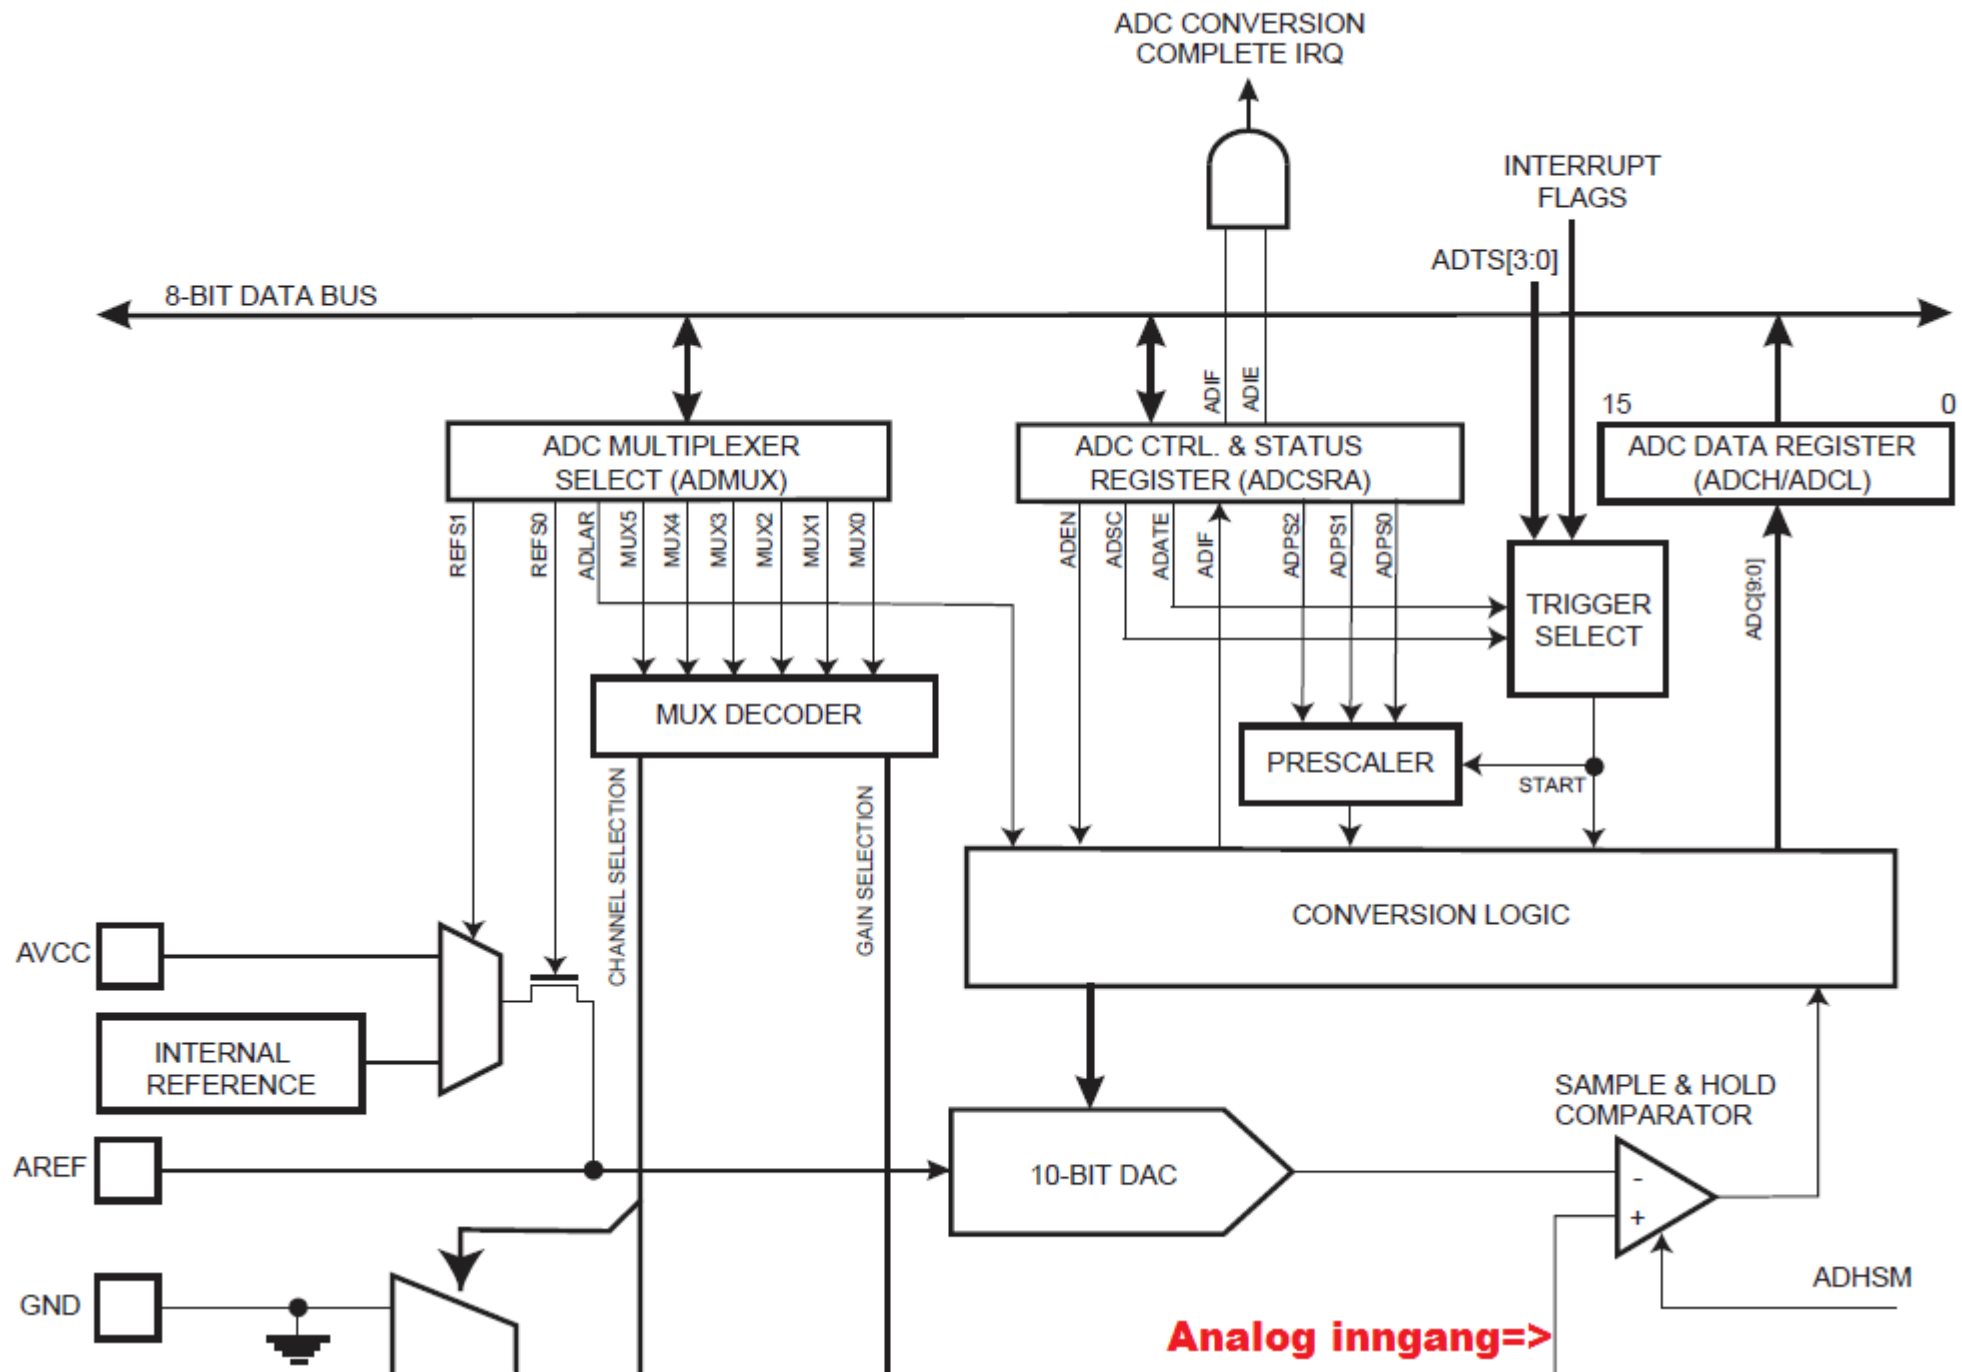 ADC CONVERSION
COMPLETE IRQ
INTERRUPT
FLAGS
ADTS[3:0]
8-BIT DATA BUS
ADIF
ADIE
15
0
ADC MULTIPLEXER
SELECT (ADMUX)
ADC CTRL. & STATUS
REGISTER (ADCSRA)
ADC DATA REGISTER
(ADCH/ADCL)
REFS1
REFS0
ADLAR
MUX5
MUX4
MUX3
MUX2
MUX1
MUX0
ADEN
ADSC
ADATE
ADIF
ADPS2
ADPS1
ADPS0
ADC[9:0]
TRIGGER
SELECT
MUX DECODER
PRESCALER
START
CHANNEL SELECTION
GAIN SELECTION
CONVERSION LOGIC
AVCC
INTERNAL
REFERENCE
SAMPLE & HOLD
COMPARATOR
AREF
10-BIT DAC
-
+
GND
ADHSM
Analog inngang=>